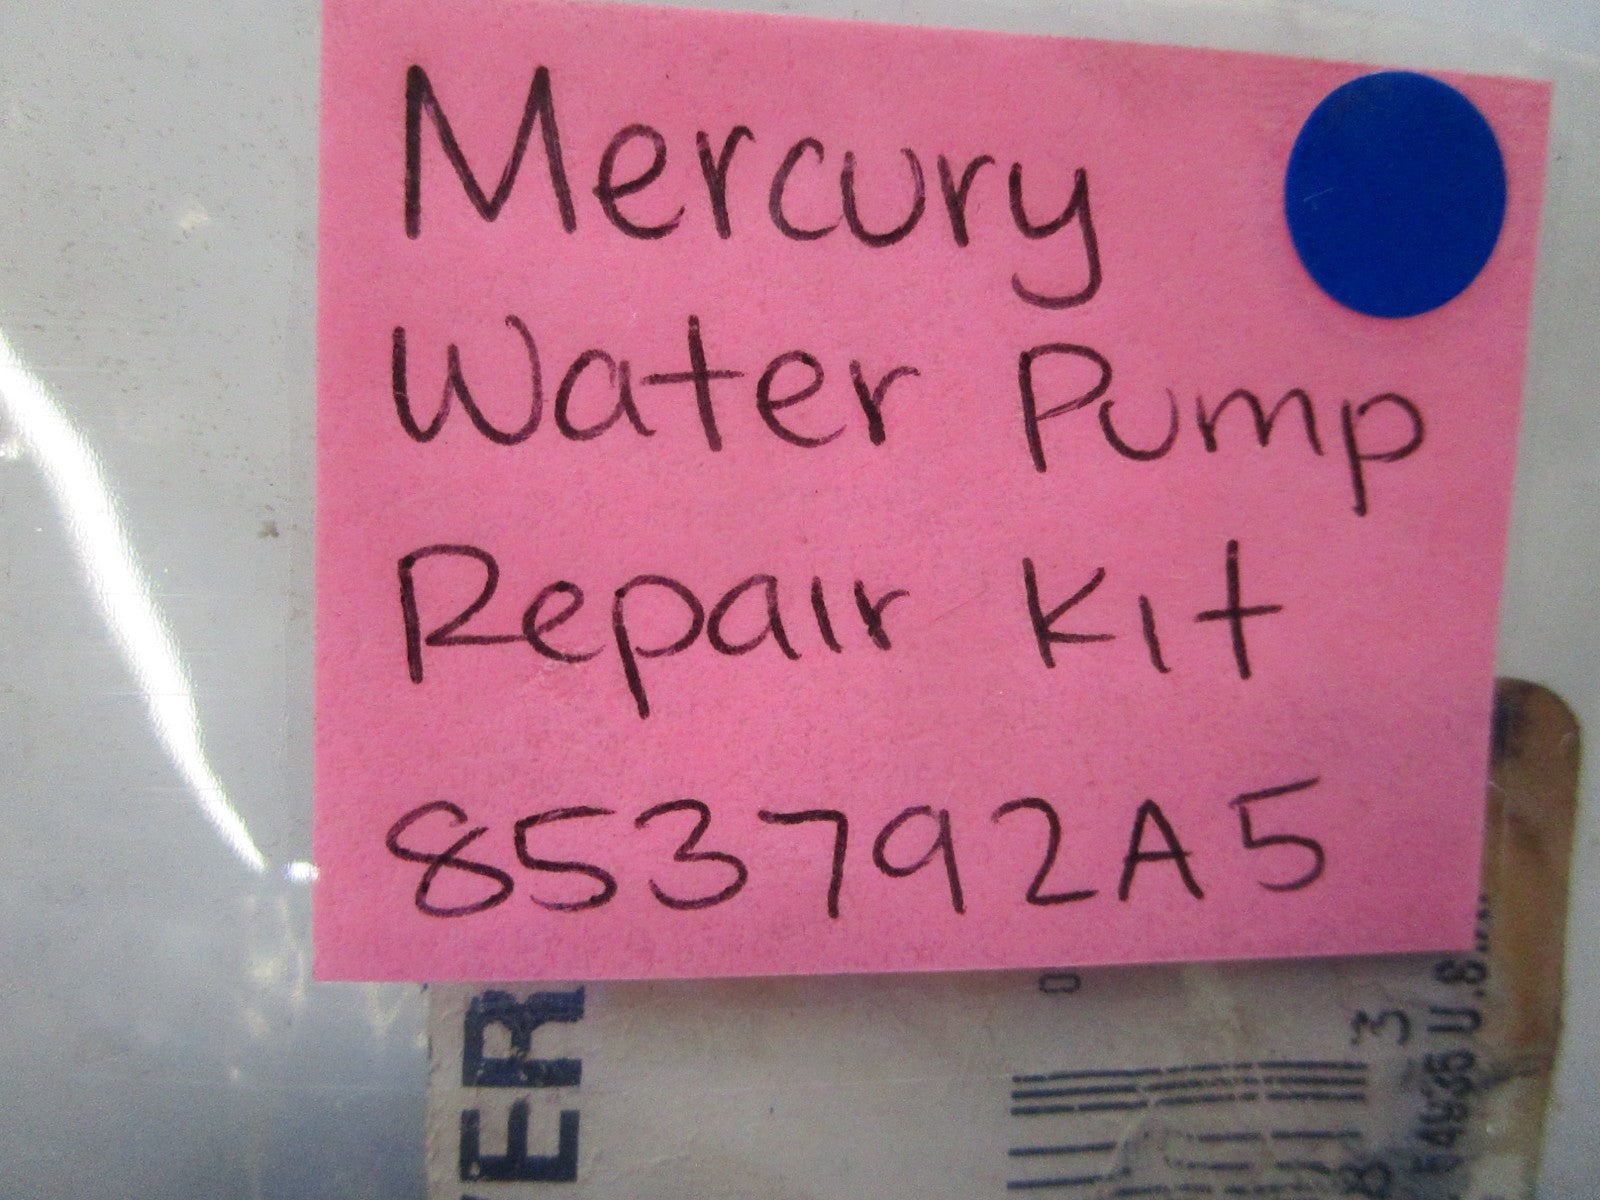 Mercury
Water Pump
Repair Kit
853792A5